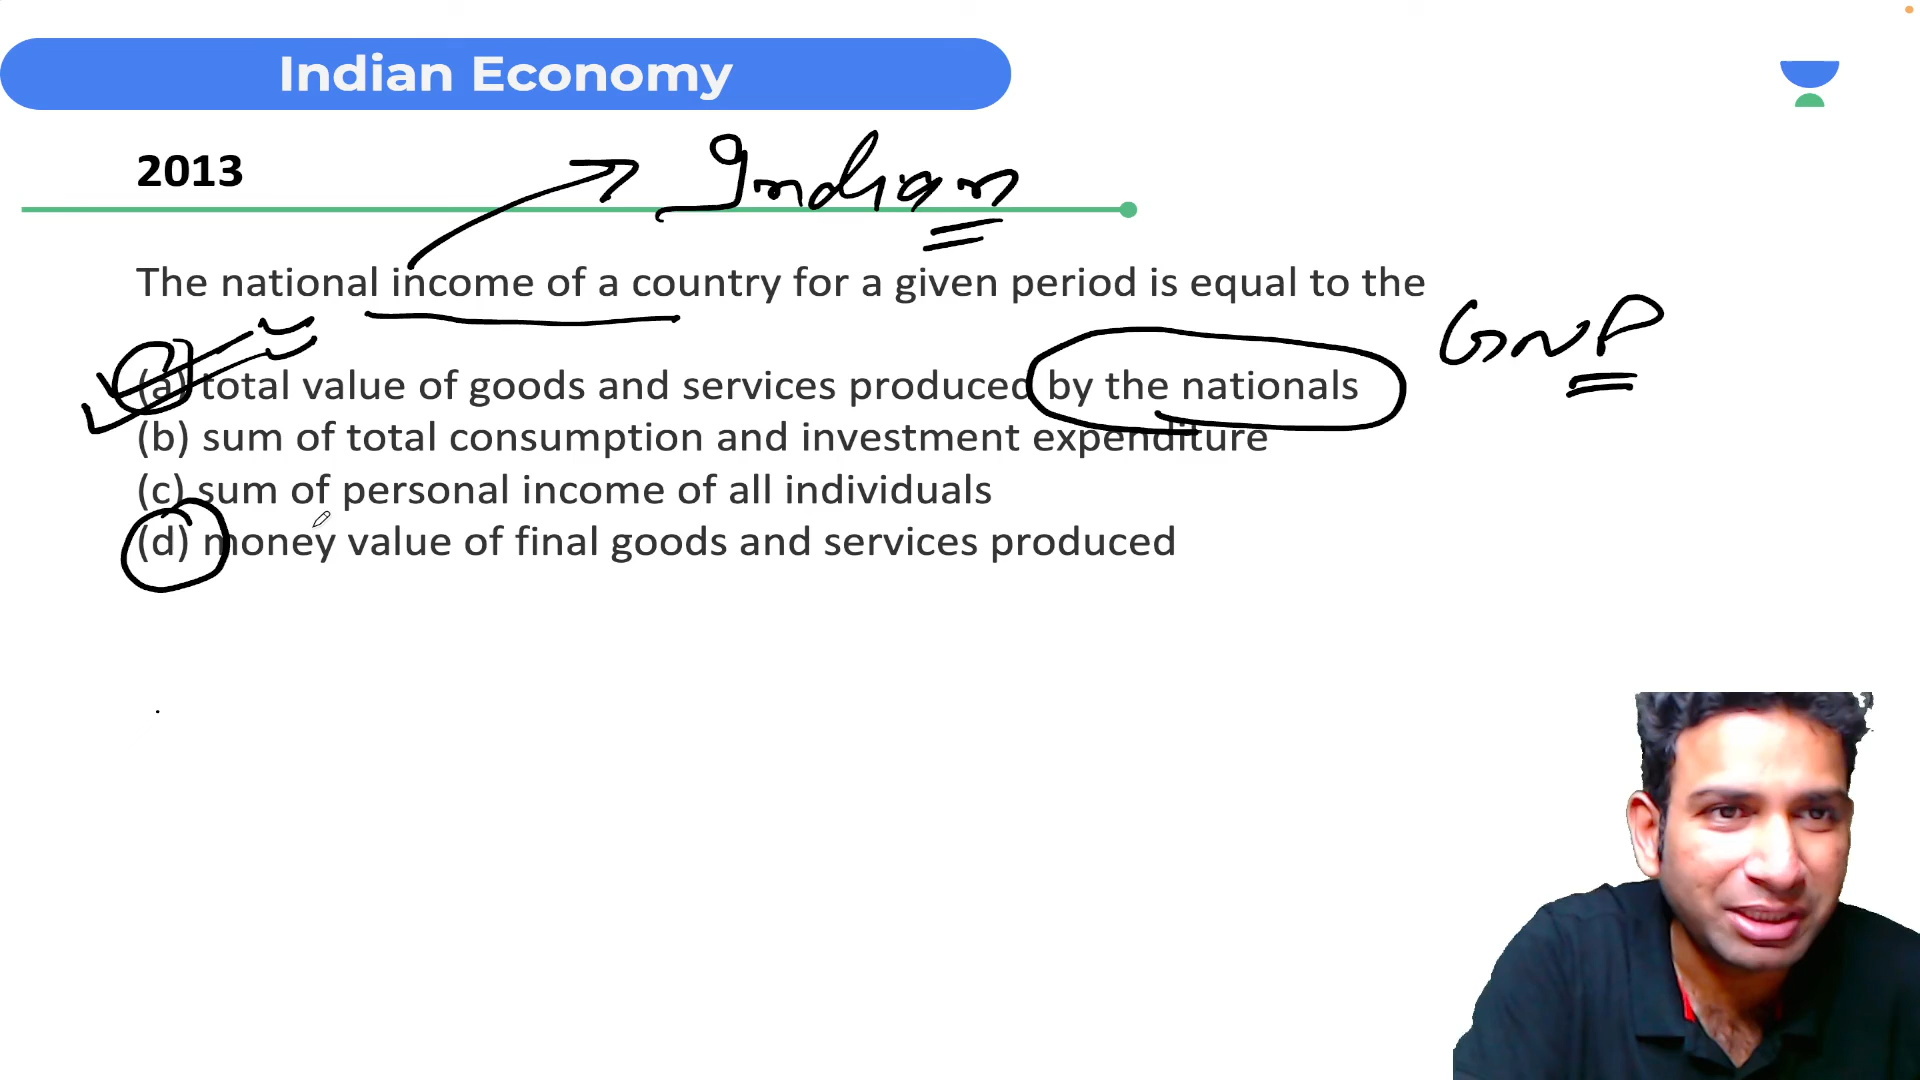 Indian Economy
2013
Indian
The national income of a country for a given period is equal to the
GNP
(a) total value of goods and services produced by the nationals
(b) sum of total consumption and investment expenditure
(c) sum of personal income of all individuals
(d) money value of final goods and services produced